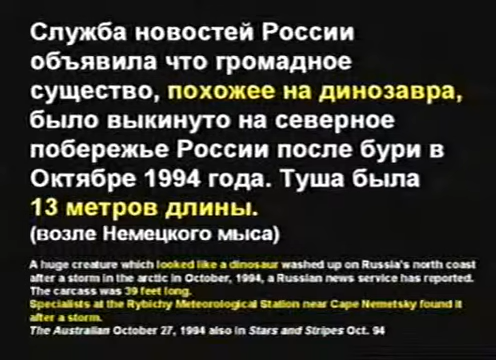 Служба новостей России
объявила что громадное
существо, похожее на динозавра,
было выкинуто на северное
побережье России после бури в
Октябре 1994 года. Туша была
13 метров длины.
(возле Немецкого мыса)
A huge creature which looked like a dinosaur washed up on Russia's north coast
after a storm in the arctic in October, 1994, a Russian news service has reported.
The carcass was 39 feet long.
Specialists at the Rybichy Meteorological Station near Cape Nemetsky found it
after a storm.
The Australian October 27, 1994 also in Stars and Stripes Oct. 94